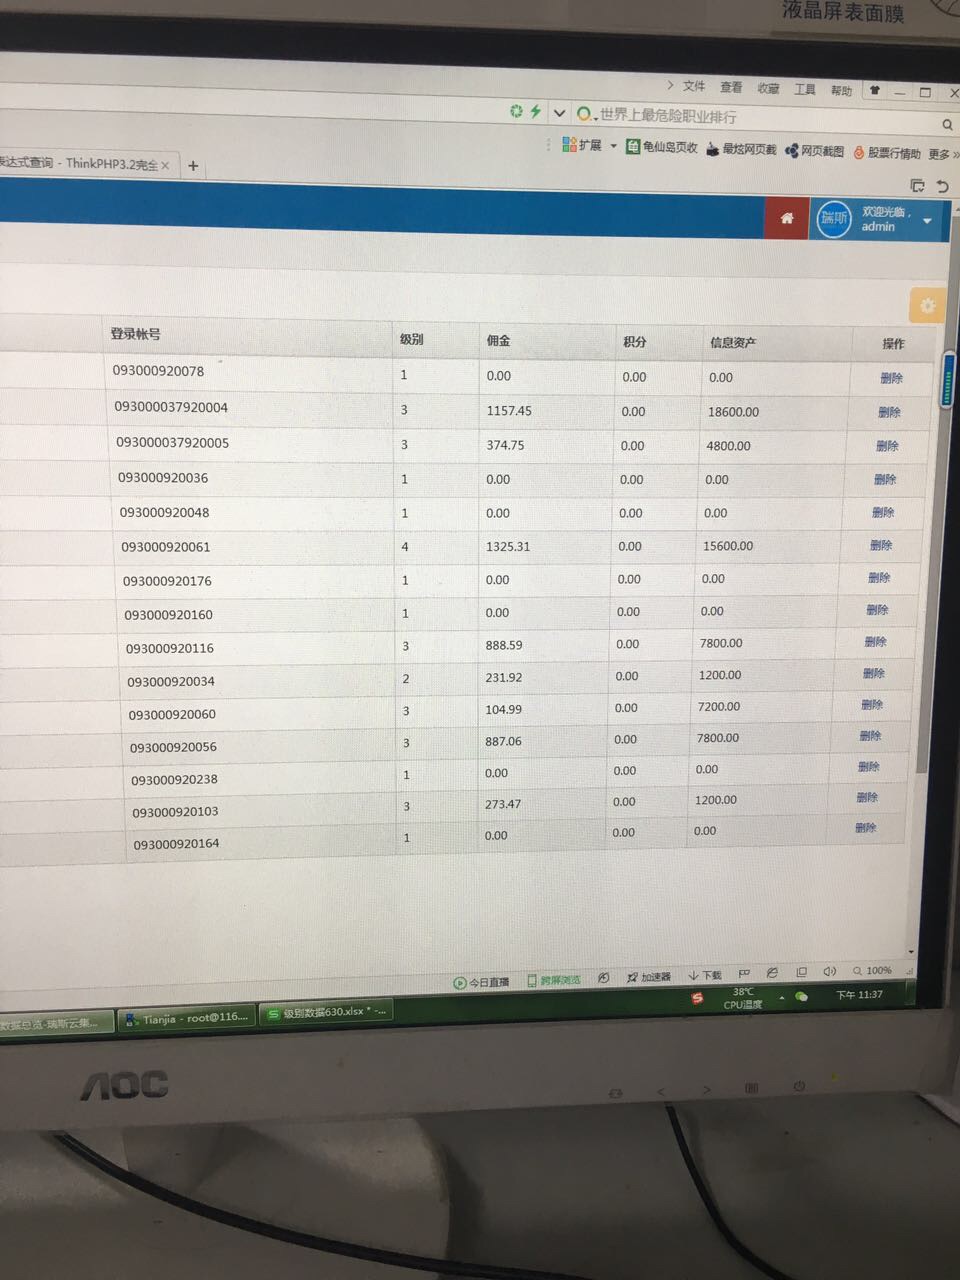 液晶屏表面膜
文件 查看 收藏 工具 帮助
世界上最危险职业排行
扩展 龟仙岛页收 最炫网页截 网页截图 股票行情助 更多 »
表达式查询 - ThinkPHP3.2完全 × +
瑞斯 欢迎光临，
admin
登录帐号 级别 佣金 积分 信息资产 操作
093000920078 1 0.00 0.00 0.00 删除
093000037920004 3 1157.45 0.00 18600.00 删除
093000037920005 3 374.75 0.00 4800.00 删除
093000920036 1 0.00 0.00 0.00 删除
093000920048 1 0.00 0.00 0.00 删除
093000920061 4 1325.31 0.00 15600.00 删除
093000920176 1 0.00 0.00 0.00 删除
093000920160 1 0.00 0.00 0.00 删除
093000920116 3 888.59 0.00 7800.00 删除
093000920034 2 231.92 0.00 1200.00 删除
093000920060 3 104.99 0.00 7200.00 删除
093000920056 3 887.06 0.00 7800.00 删除
093000920238 1 0.00 0.00 0.00 删除
093000920103 3 273.47 0.00 1200.00 删除
093000920164 1 0.00 0.00 0.00 删除
今日直播 跨屏浏览 加速器 下载 100%
数据总览-瑞斯云集... Tianjia - root@116.... 级别数据630.xlsx * -... 38℃ 下午 11:37
CPU温度
AOC